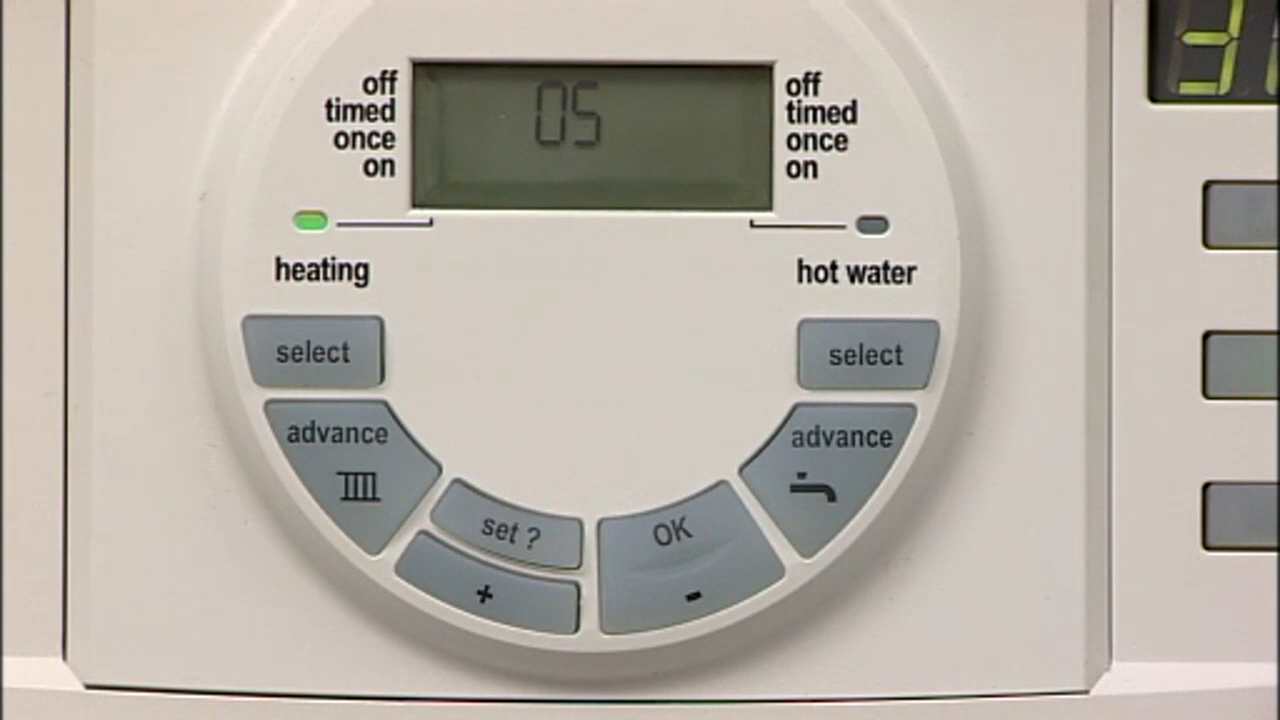 off
timed
once
on
05
off
timed
once
on
heating
hot water
select
select
advance
advance
set ?
OK
+
-